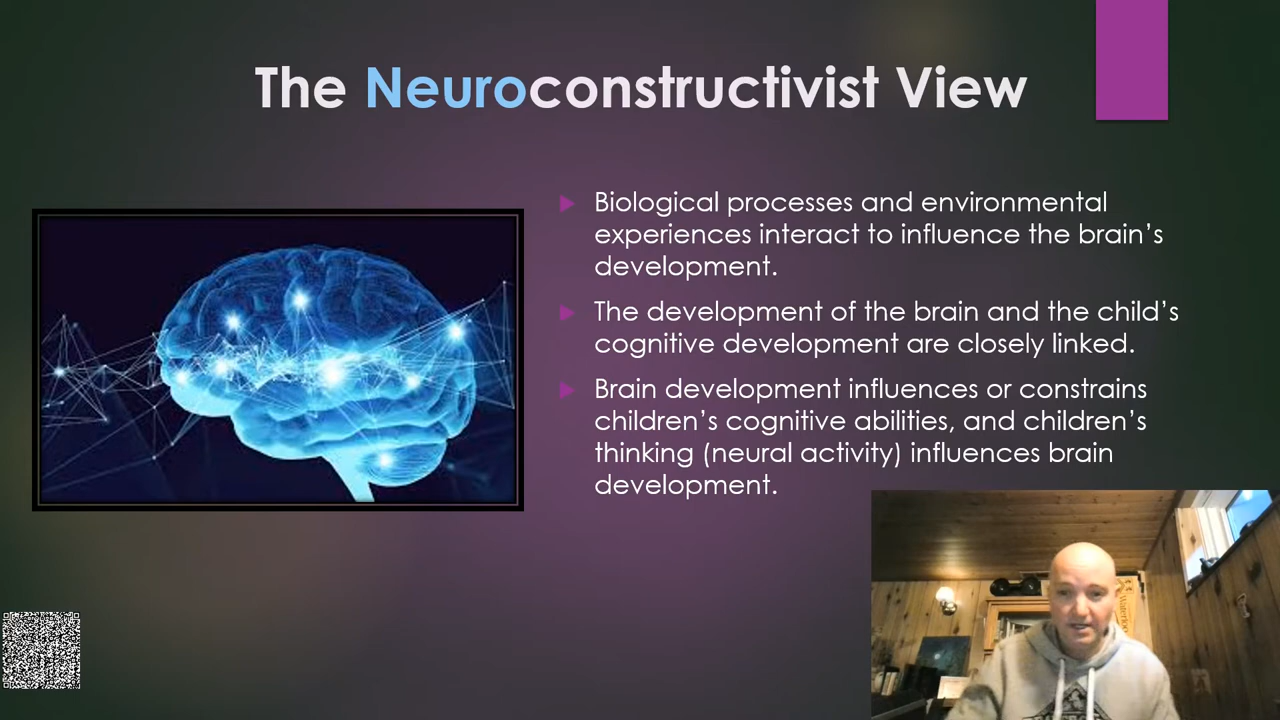 The Neuroconstructivist View
Biological processes and environmental
experiences interact to influence the brain's
development.
The development of the brain and the child's
cognitive development are closely linked.
Brain development influences or constrains
children's cognitive abilities, and children's
thinking (neural activity) influences brain
development.